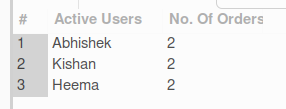 # Active Users No. Of Orders
1 Abhishek 2
2 Kishan 2
3 Heema 2